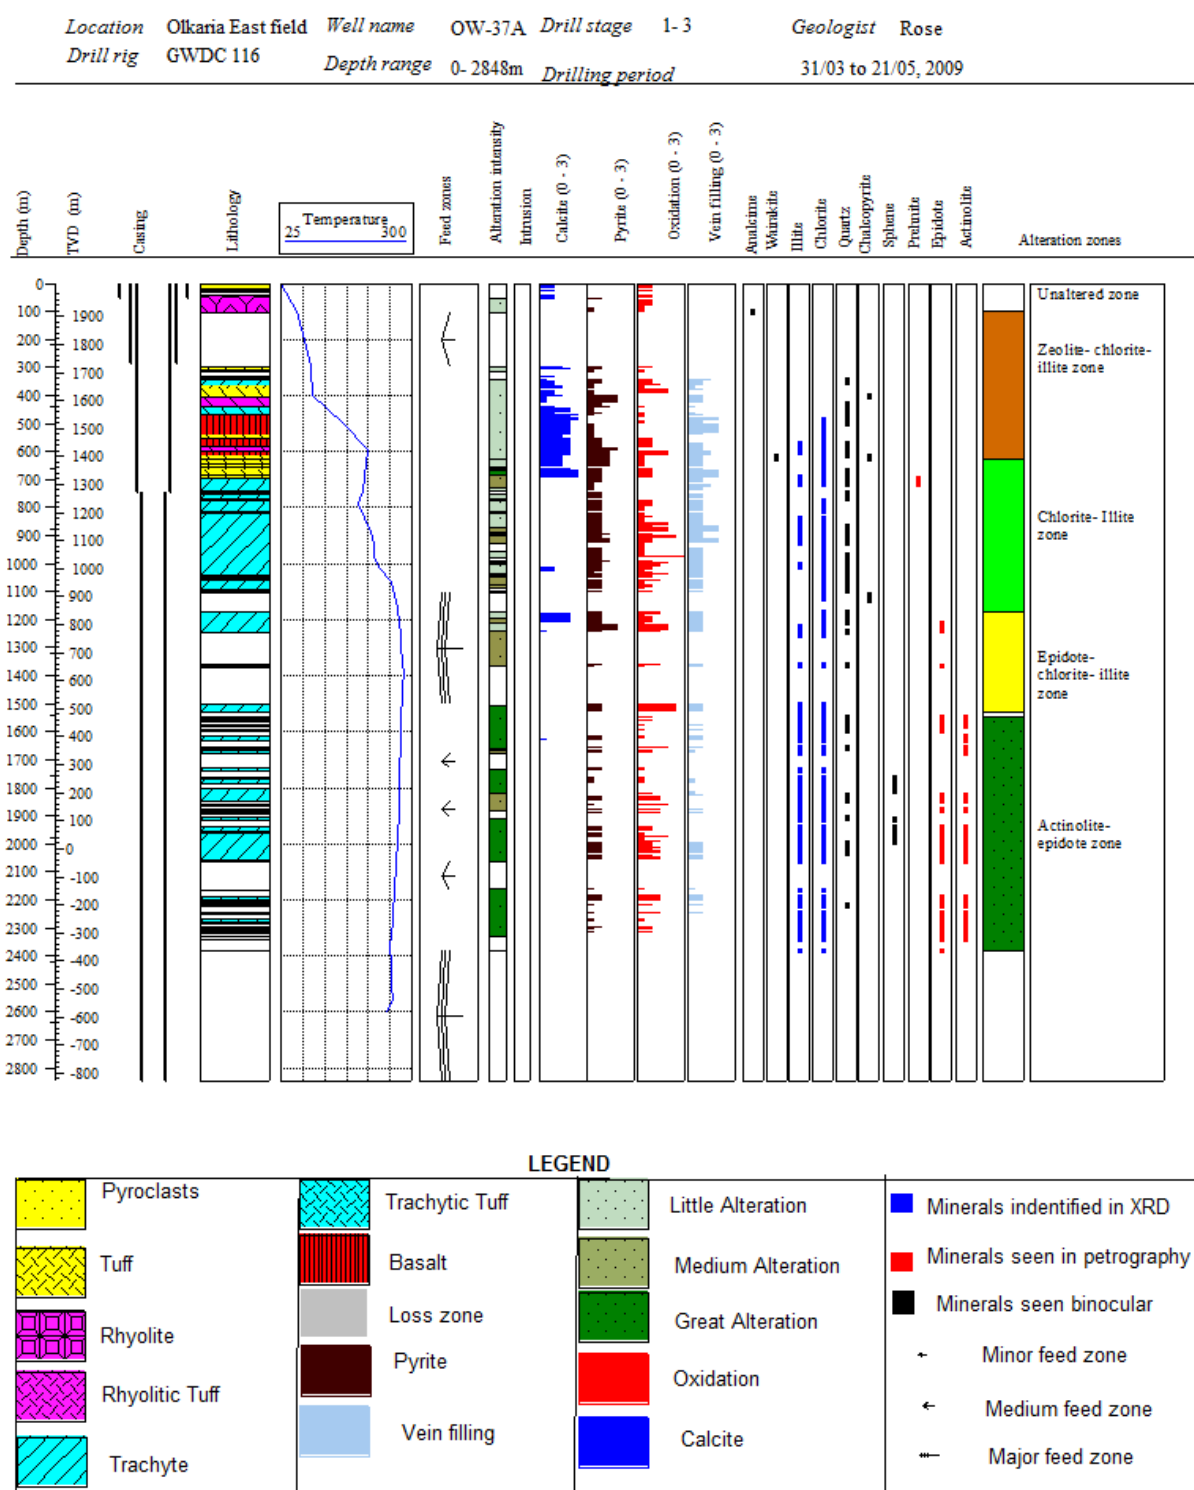 Location Olkaria East field Well name OW-37A Drill stage 1- 3 Geologist Rose
Drill rig GWDC 116 Depth range 0- 2848m Drilling period 31/03 to 21/05, 2009
Depth (m)
TVD (m)
Casing
Lithology
Temperature
25 300
Feed zones
Alteration intensity
Intrusion
Calcite (0 - 3)
Pyrite (0 - 3)
Oxidation (0 - 3)
Vein filling (0 - 3)
Analcime
Wairakite
Illite
Chlorite
Quartz
Chalcopyrite
Sphene
Prehnite
Epidote
Actinolite
Alteration zones
0
100
200
300
400
500
600
700
800
900
1000
1100
1200
1300
1400
1500
1600
1700
1800
1900
2000
2100
2200
2300
2400
2500
2600
2700
2800
1900
1800
1700
1600
1500
1400
1300
1200
1100
1000
900
800
700
600
500
400
300
200
100
0
-100
-200
-300
-400
-500
-600
-700
-800
Unaltered zone
Zeolite- chlorite-
illite zone
Chlorite- Illite
zone
Epidote-
chlorite- illite
zone
Actinolite-
epidote zone
LEGEND
Pyroclasts
Tuff
Rhyolite
Rhyolitic Tuff
Trachyte
Trachytic Tuff
Basalt
Loss zone
Pyrite
Vein filling
Little Alteration
Medium Alteration
Great Alteration
Oxidation
Calcite
Minerals indentified in XRD
Minerals seen in petrography
Minerals seen binocular
Minor feed zone
Medium feed zone
Major feed zone